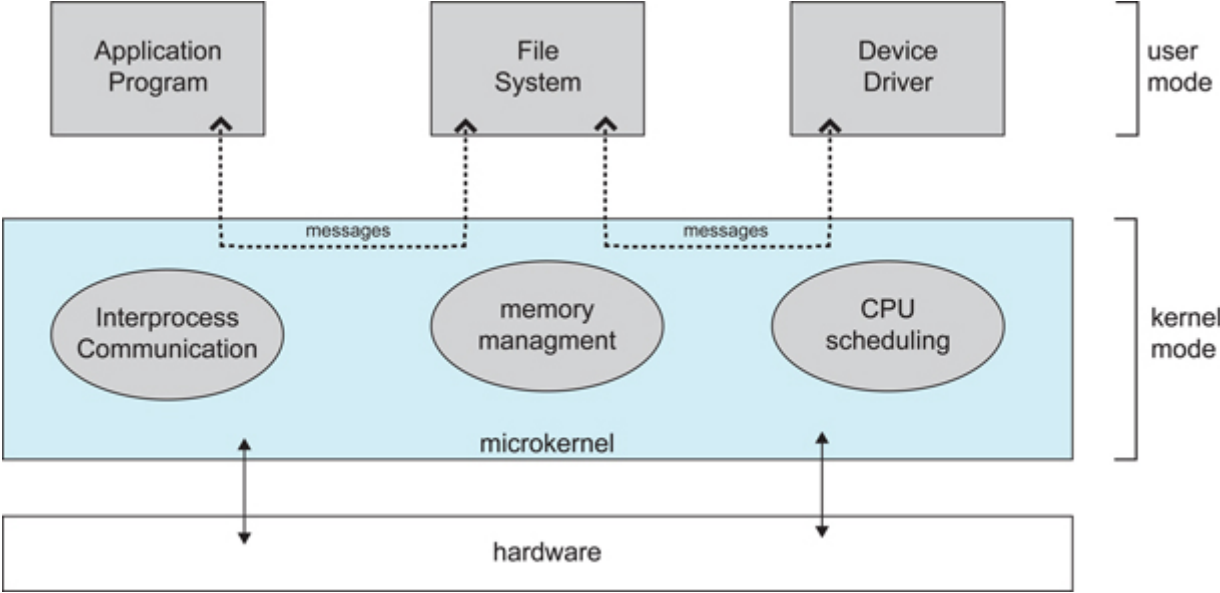 Application
Program
File
System
Device
Driver
user
mode
messages
messages
Interprocess
Communication
memory
managment
CPU
scheduling
kernel
mode
microkernel
hardware